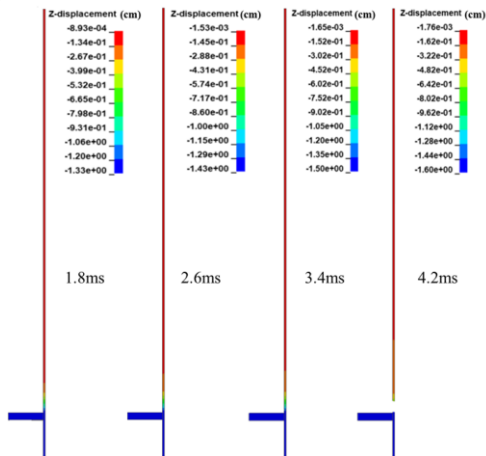 Z-displacement (cm)
-8.93e-04
-1.34e-01
-2.67e-01
-3.99e-01
-5.32e-01
-6.65e-01
-7.98e-01
-9.31e-01
-1.06e+00
-1.20e+00
-1.33e+00
1.8ms
Z-displacement (cm)
-1.53e-03
-1.45e-01
-2.88e-01
-4.31e-01
-5.74e-01
-7.17e-01
-8.60e-01
-1.00e+00
-1.15e+00
-1.29e+00
-1.43e+00
2.6ms
Z-displacement (cm)
-1.65e-03
-1.52e-01
-3.02e-01
-4.52e-01
-6.02e-01
-7.52e-01
-9.02e-01
-1.05e+00
-1.20e+00
-1.35e+00
-1.50e+00
3.4ms
Z-displacement (cm)
-1.76e-03
-1.62e-01
-3.22e-01
-4.82e-01
-6.42e-01
-8.02e-01
-9.62e-01
-1.12e+00
-1.28e+00
-1.44e+00
-1.60e+00
4.2ms